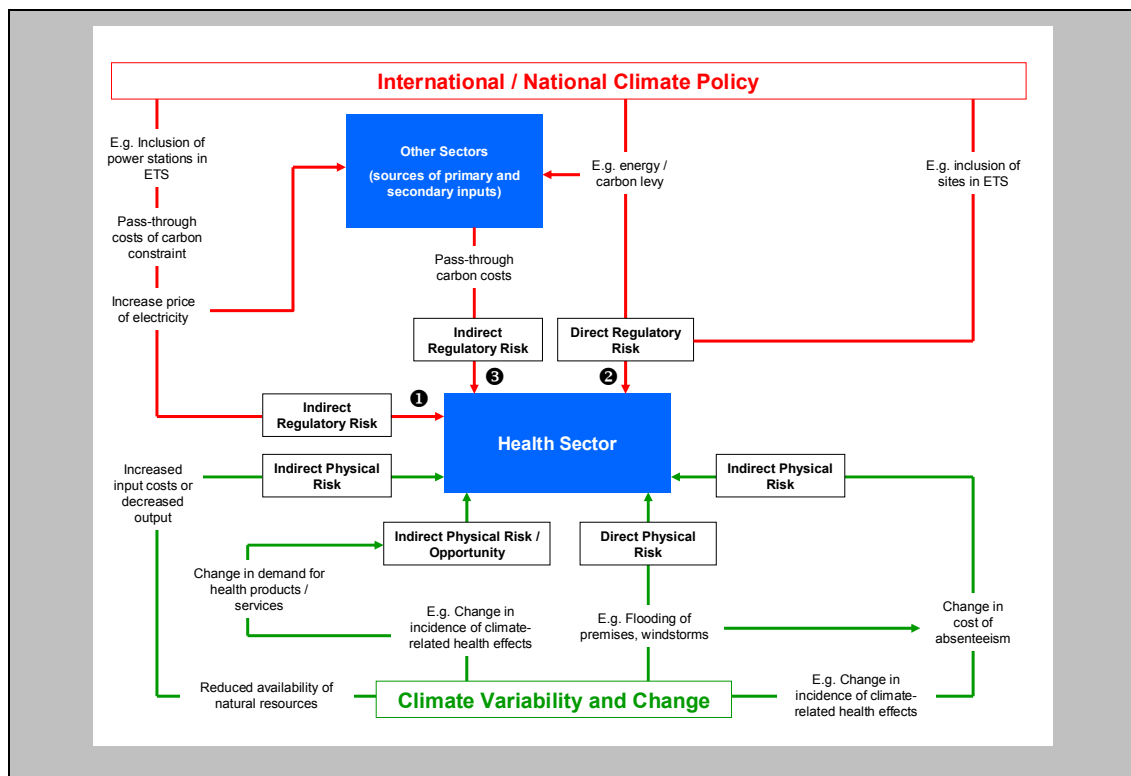 International / National Climate Policy
E.g. Inclusion of
power stations in
ETS
Other Sectors
(sources of primary and
secondary inputs)
E.g. energy /
carbon levy
E.g. inclusion of
sites in ETS
Pass-through
costs of carbon
constraint
Pass-through
carbon costs
Increase price
of electricity
Indirect
Regulatory Risk
Direct Regulatory
Risk
❸
❷
❶
Indirect
Regulatory Risk
Health Sector
Increased
input costs or
decreased
output
Indirect Physical
Risk
Indirect Physical
Risk
Indirect Physical Risk /
Opportunity
Direct Physical
Risk
Change in demand for
health products /
services
E.g. Change in
incidence of climate-
related health effects
E.g. Flooding of
premises, windstorms
Change in
cost of
absenteeism
Reduced availability of
natural resources
Climate Variability and Change
E.g. Change in
incidence of climate-
related health effects